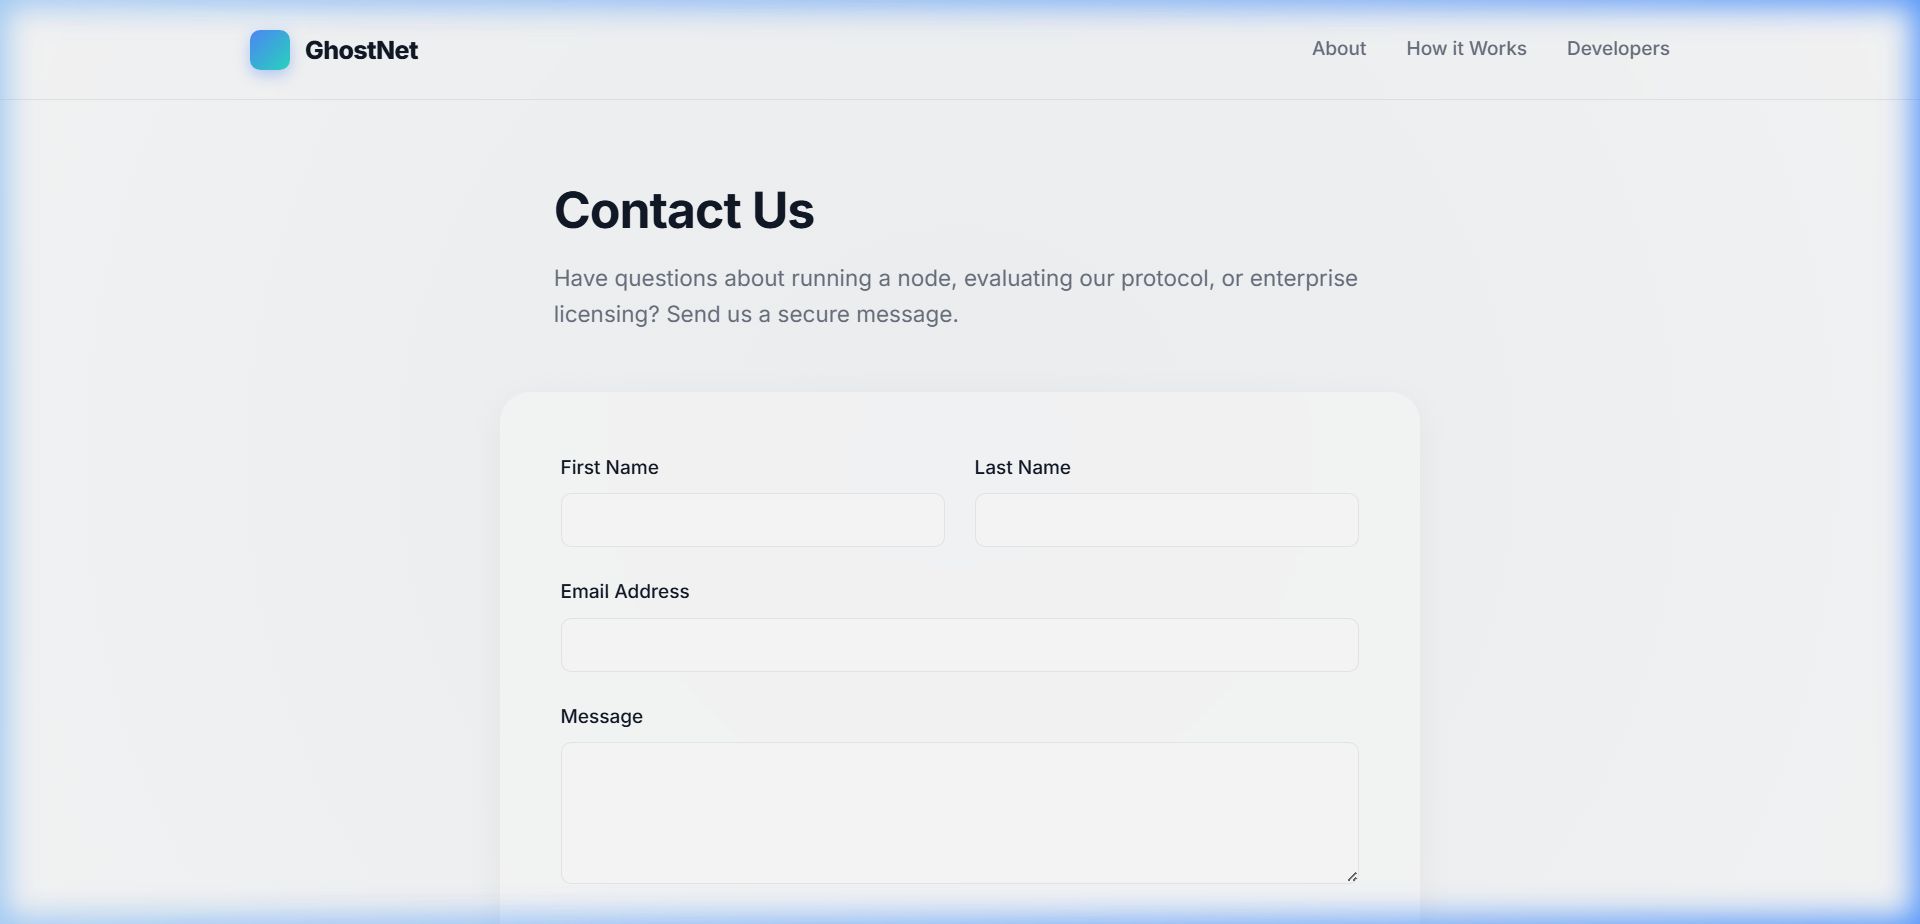 GhostNet
About
How it Works
Developers
Contact Us
Have questions about running a node, evaluating our protocol, or enterprise
licensing? Send us a secure message.
First Name
Last Name
Email Address
Message